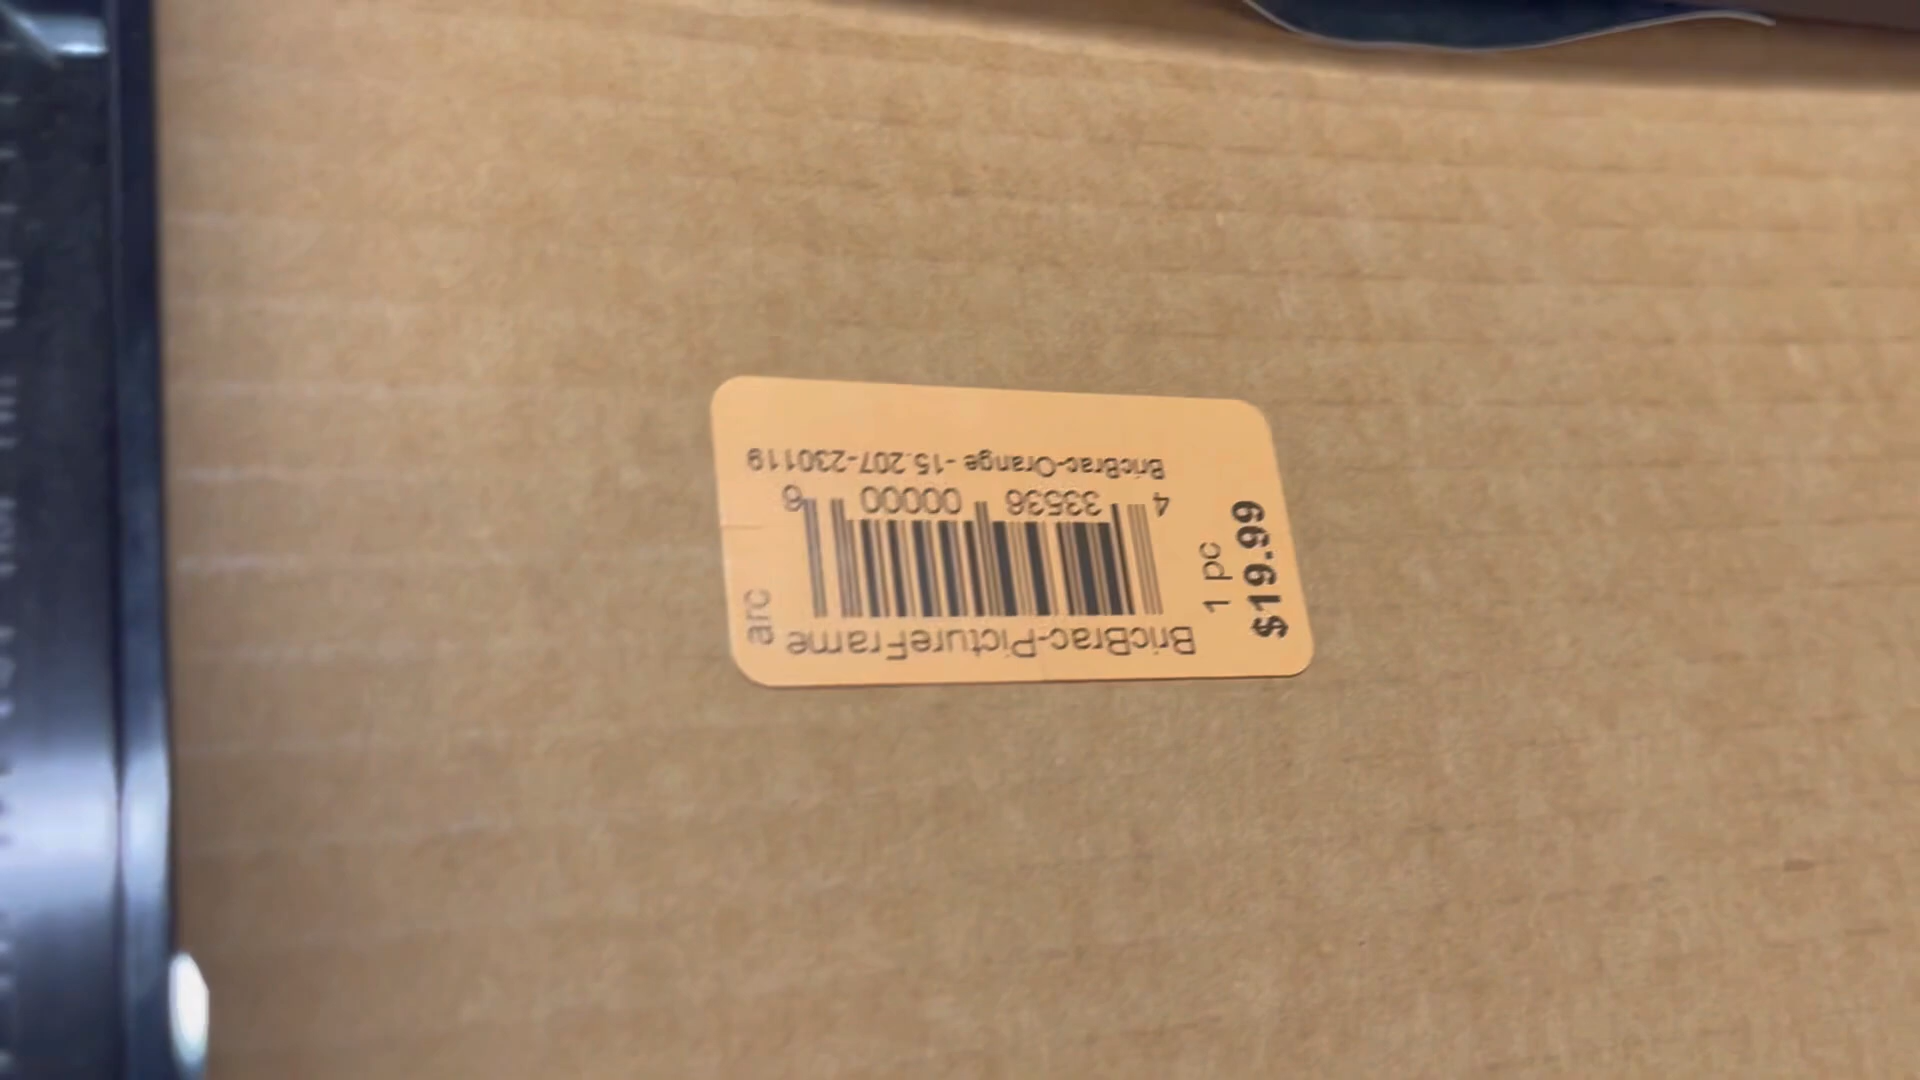 BricBrac-PictureFrame
4 33536 00000 6
BricBrac-Orange -15.207-230119
$19.99
1 pc
arc